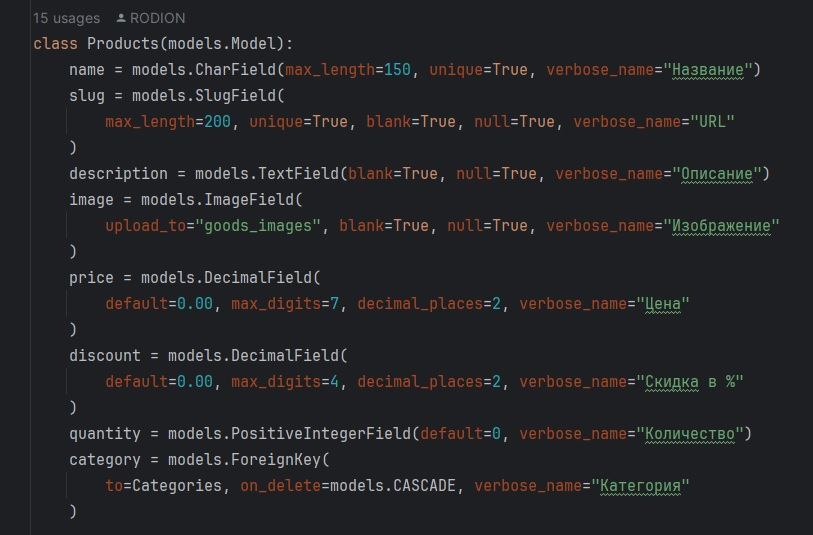 15 usages RODION
class Products(models.Model):
    name = models.CharField(max_length=150, unique=True, verbose_name="Название")
    slug = models.SlugField(
        max_length=200, unique=True, blank=True, null=True, verbose_name="URL"
    )
    description = models.TextField(blank=True, null=True, verbose_name="Описание")
    image = models.ImageField(
        upload_to="goods_images", blank=True, null=True, verbose_name="Изображение"
    )
    price = models.DecimalField(
        default=0.00, max_digits=7, decimal_places=2, verbose_name="Цена"
    )
    discount = models.DecimalField(
        default=0.00, max_digits=4, decimal_places=2, verbose_name="Скидка в %"
    )
    quantity = models.PositiveIntegerField(default=0, verbose_name="Количество")
    category = models.ForeignKey(
        to=Categories, on_delete=models.CASCADE, verbose_name="Категория"
    )